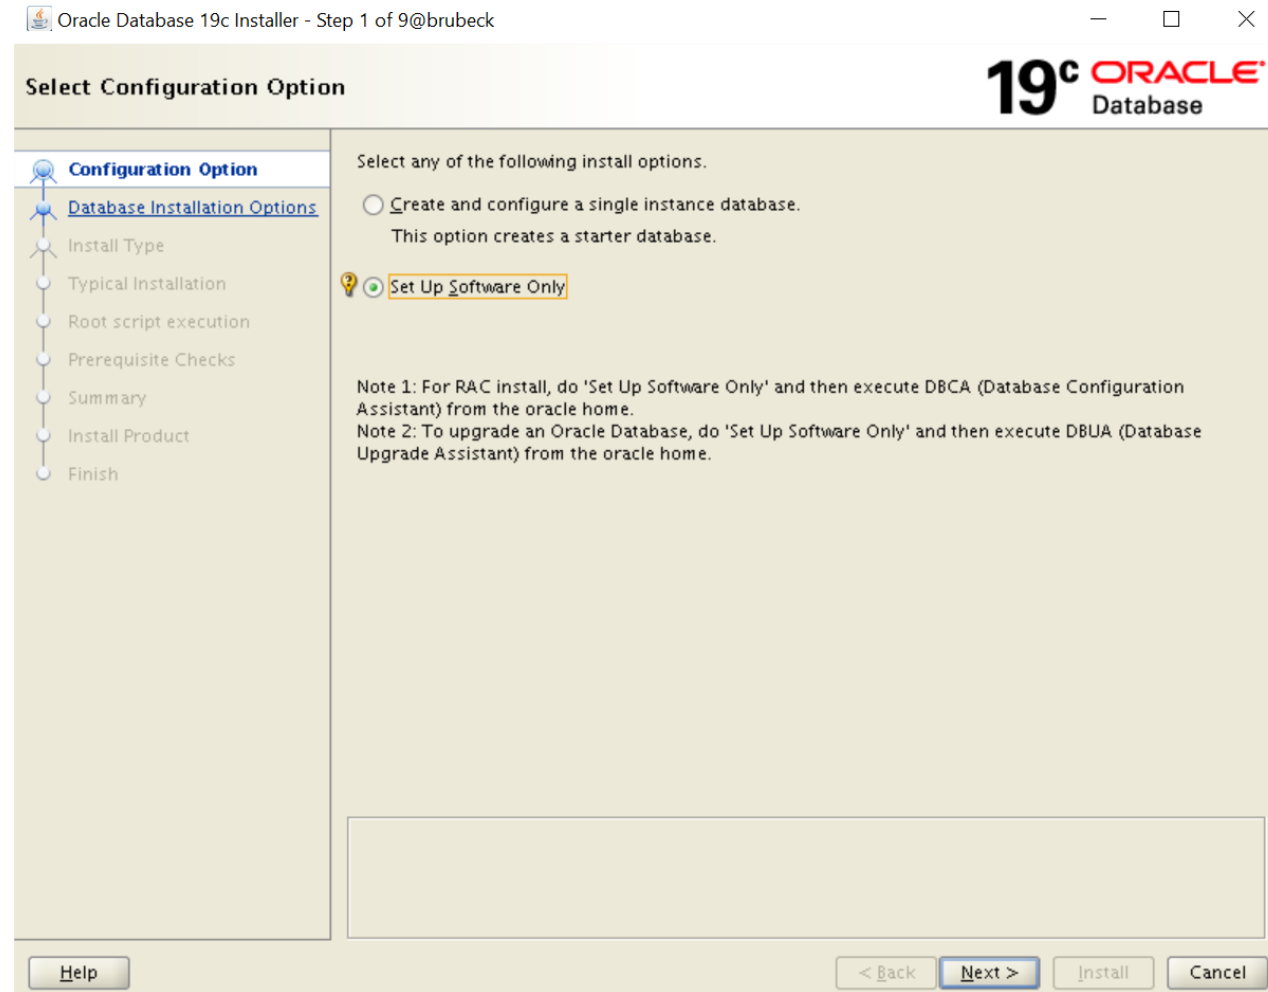 Oracle Database 19c Installer - Step 1 of 9@brubeck
Select Configuration Option
19c ORACLE
Database
Configuration Option
Database Installation Options
Install Type
Typical Installation
Root script execution
Prerequisite Checks
Summary
Install Product
Finish
Select any of the following install options.
Create and configure a single instance database.
This option creates a starter database.
Set Up Software Only
Note 1: For RAC install, do 'Set Up Software Only' and then execute DBCA (Database Configuration
Assistant) from the oracle home.
Note 2: To upgrade an Oracle Database, do 'Set Up Software Only' and then execute DBUA (Database
Upgrade Assistant) from the oracle home.
Help
< Back
Next >
Install
Cancel